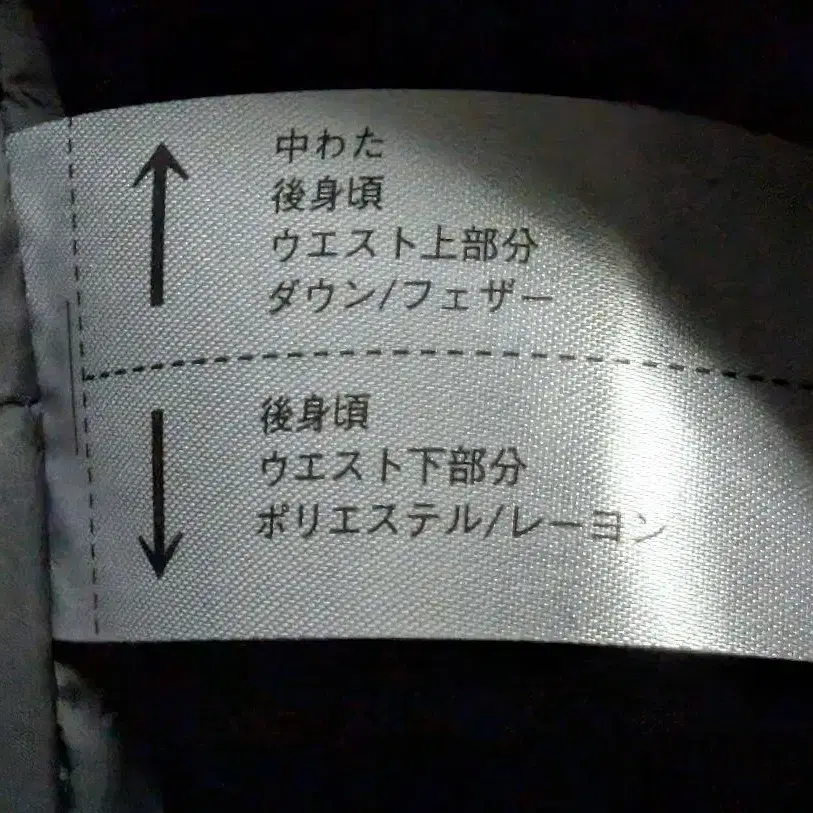 中わた
後身頃
ウエスト上部分
ダウン/フェザー
後身頃
ウエスト下部分
ポリエステル/レーヨン